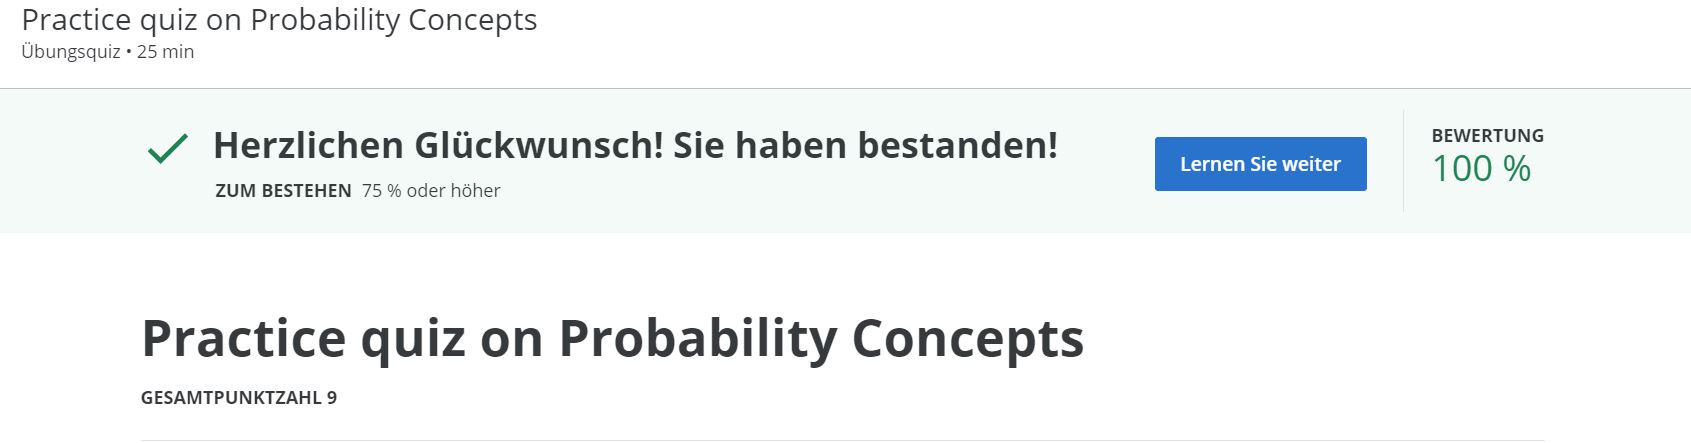 Practice quiz on Probability Concepts
Übungsquiz • 25 min
Herzlichen Glückwunsch! Sie haben bestanden!
ZUM BESTEHEN 75 % oder höher
Lernen Sie weiter
BEWERTUNG
100 %
Practice quiz on Probability Concepts
GESAMTPUNKTZAHL 9